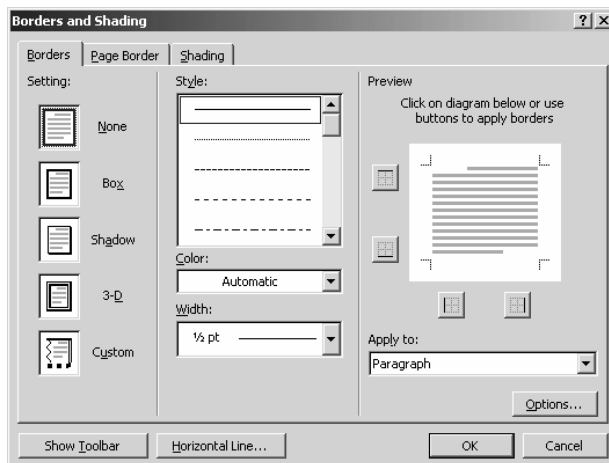 Borders and Shading
Borders
Page Border
Shading
Setting:
None
Box
Shadow
3-D
Custom
Style:
Color:
Automatic
Width:
½ pt
Preview
Click on diagram below or use
buttons to apply borders
Apply to:
Paragraph
Options...
Show Toolbar
Horizontal Line...
OK
Cancel